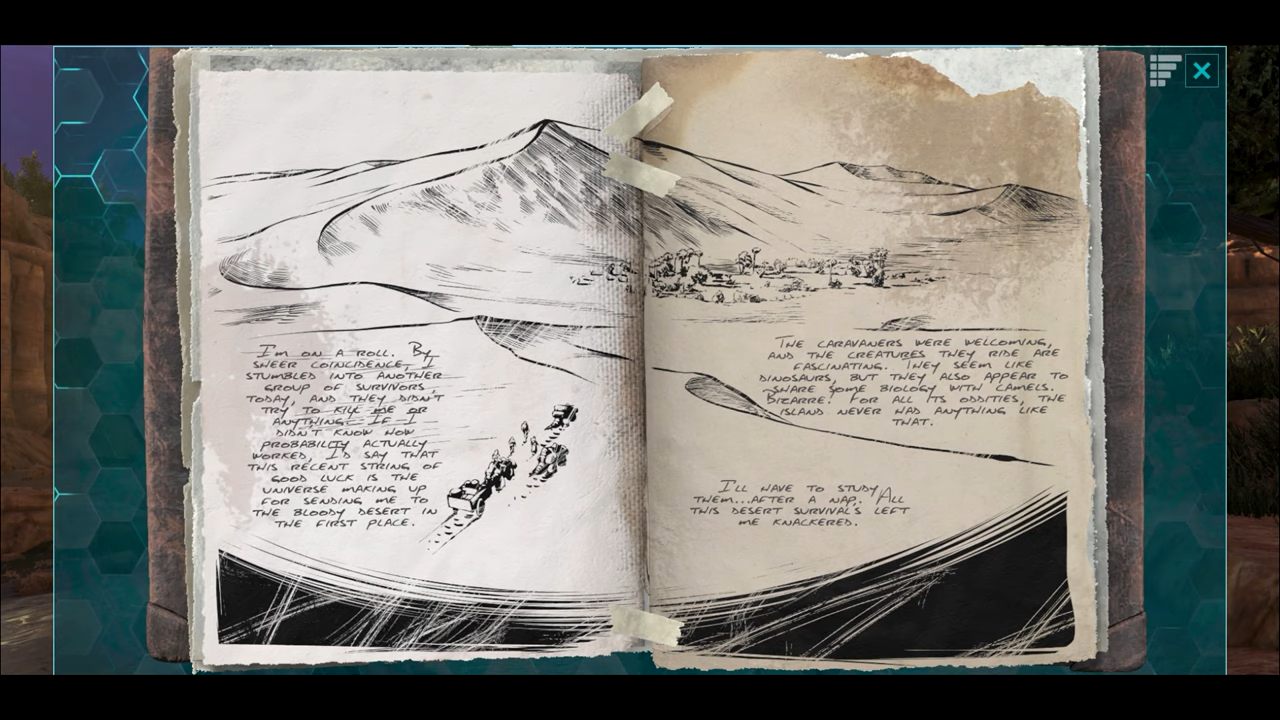 I'M ON A ROLL. BY
SHEER COINCIDENCE, I
STUMBLED INTO ANOTHER
GROUP OF SURVIVORS
TODAY, AND THEY DIDN'T
TRY TO KILL ME OR
ANYTHING. IF I
DIDN'T KNOW HOW
PROBABILITY ACTUALLY
WORKED, I'D SAY THAT
THIS RECENT STRING OF
GOOD LUCK IS THE
UNIVERSE MAKING UP
FOR SENDING ME TO
THE BLOODY DESERT IN
THE FIRST PLACE.
THE CARAVANERS WERE WELCOMING,
AND THE CREATURES THEY RIDE ARE
FASCINATING. THEY SEEM LIKE
DINOSAURS, BUT THEY ALSO APPEAR TO
SHARE SOME BIOLOGY WITH CAMELS.
BIZARRE! FOR ALL ITS ODDITIES, THE
ISLAND NEVER HAD ANYTHING LIKE
THAT.
I'LL HAVE TO STUDY
THEM...AFTER A NAP. ALL
THIS DESERT SURVIVAL'S LEFT
ME KNACKERED.